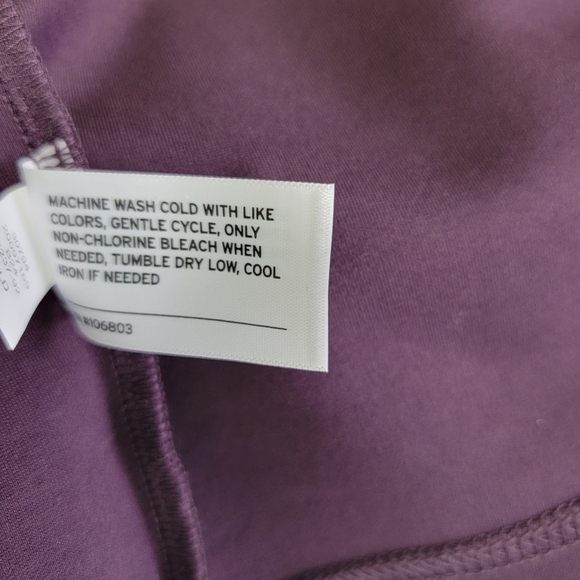 MACHINE WASH COLD WITH LIKE
COLORS, GENTLE CYCLE, ONLY
NON-CHLORINE BLEACH WHEN
NEEDED, TUMBLE DRY LOW, COOL
IRON IF NEEDED
#106803